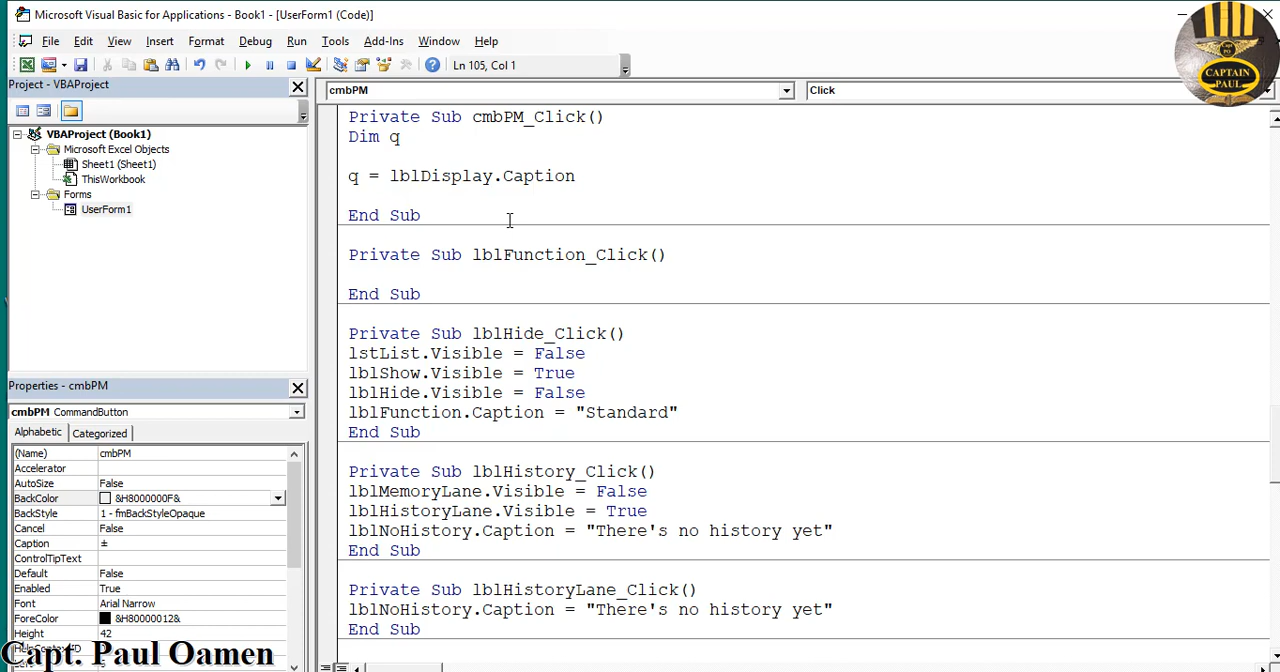 Microsoft Visual Basic for Applications - Book1 - [UserForm1 (Code)]
File Edit View Insert Format Debug Run Tools Add-Ins Window Help
Ln 105, Col 1
Project - VBAProject
VBAProject (Book1)
Microsoft Excel Objects
Sheet1 (Sheet1)
ThisWorkbook
Forms
UserForm1
Properties - cmbPM
cmbPM CommandButton
Alphabetic Categorized
(Name) cmbPM
Accelerator
AutoSize False
BackColor &H8000000F&
BackStyle 1 - fmBackStyleOpaque
Cancel False
Caption ±
ControlTipText
Default False
Enabled True
Font Arial Narrow
ForeColor &H80000012&
Height 42
Capt. Paul Oamen
cmbPM Click
Private Sub cmbPM_Click()
Dim q
q = lblDisplay.Caption
End Sub
Private Sub lblFunction_Click()
End Sub
Private Sub lblHide_Click()
lstList.Visible = False
lblShow.Visible = True
lblHide.Visible = False
lblFunction.Caption = "Standard"
End Sub
Private Sub lblHistory_Click()
lblMemoryLane.Visible = False
lblHistoryLane.Visible = True
lblNoHistory.Caption = "There's no history yet"
End Sub
Private Sub lblHistoryLane_Click()
lblNoHistory.Caption = "There's no history yet"
End Sub
CAPTAIN
PAUL